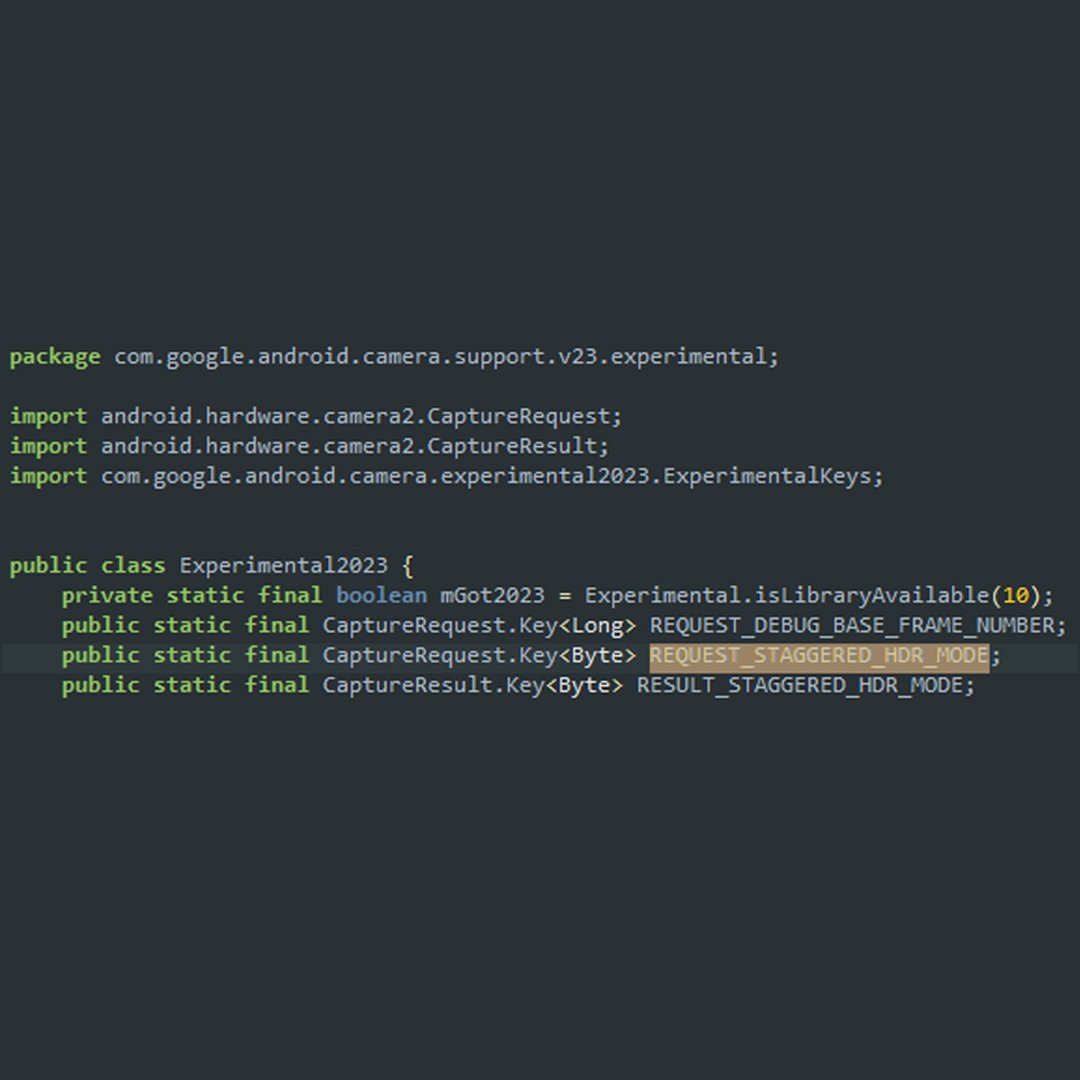 package com.google.android.camera.support.v23.experimental;
import android.hardware.camera2.CaptureRequest;
import android.hardware.camera2.CaptureResult;
import com.google.android.camera.experimental2023.ExperimentalKeys;
public class Experimental2023 {
    private static final boolean mGot2023 = Experimental.isLibraryAvailable(10);
    public static final CaptureRequest.Key<Long> REQUEST_DEBUG_BASE_FRAME_NUMBER;
    public static final CaptureRequest.Key<Byte> REQUEST_STAGGERED_HDR_MODE;
    public static final CaptureResult.Key<Byte> RESULT_STAGGERED_HDR_MODE;